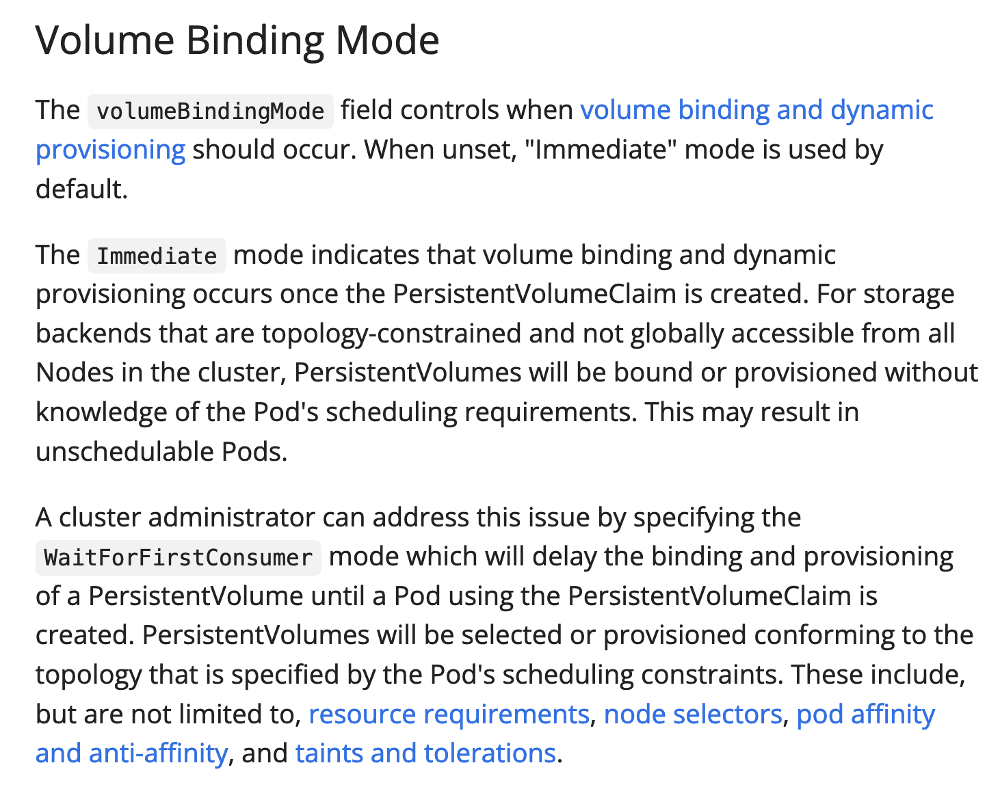 Volume Binding Mode
The volumeBindingMode field controls when volume binding and dynamic
provisioning should occur. When unset, "Immediate" mode is used by
default.
The Immediate mode indicates that volume binding and dynamic
provisioning occurs once the PersistentVolumeClaim is created. For storage
backends that are topology-constrained and not globally accessible from all
Nodes in the cluster, PersistentVolumes will be bound or provisioned without
knowledge of the Pod's scheduling requirements. This may result in
unschedulable Pods.
A cluster administrator can address this issue by specifying the
WaitForFirstConsumer mode which will delay the binding and provisioning
of a PersistentVolume until a Pod using the PersistentVolumeClaim is
created. PersistentVolumes will be selected or provisioned conforming to the
topology that is specified by the Pod's scheduling constraints. These include,
but are not limited to, resource requirements, node selectors, pod affinity
and anti-affinity, and taints and tolerations.